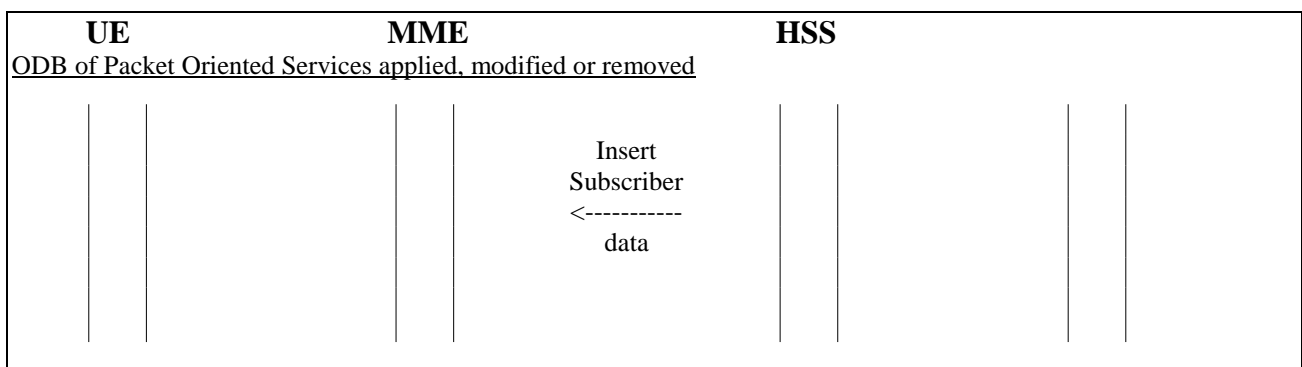 UE MME HSS
ODB of Packet Oriented Services applied, modified or removed
Insert
Subscriber
<-----------
data